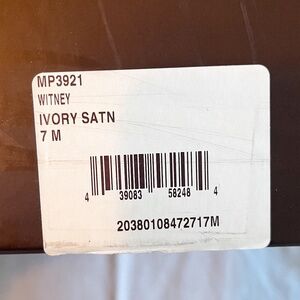 MP3921
WITNEY
IVORY SATN
7 M
4 39083 58248 4
20380108472717M